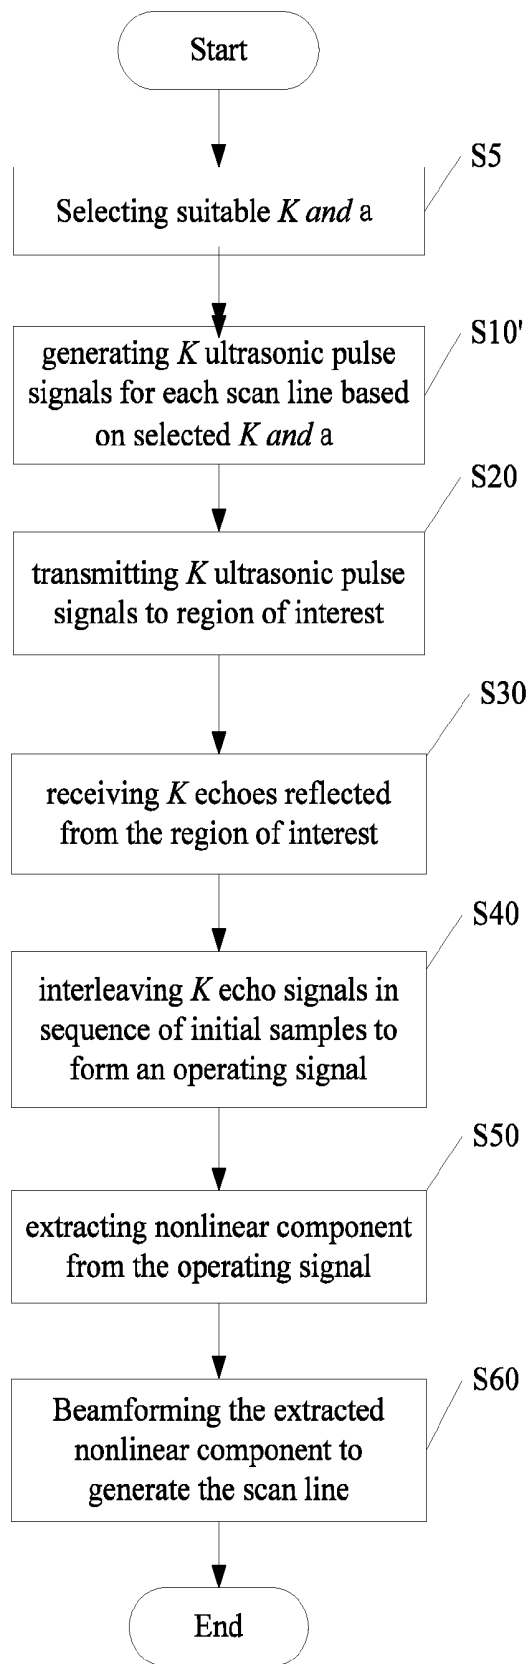 Start
S5
Selecting suitable K and a
S10'
generating K ultrasonic pulse
signals for each scan line based
on selected K and a
S20
transmitting K ultrasonic pulse
signals to region of interest
S30
receiving K echoes reflected
from the region of interest
S40
interleaving K echo signals in
sequence of initial samples to
form an operating signal
S50
extracting nonlinear component
from the operating signal
S60
Beamforming the extracted
nonlinear component to
generate the scan line
End